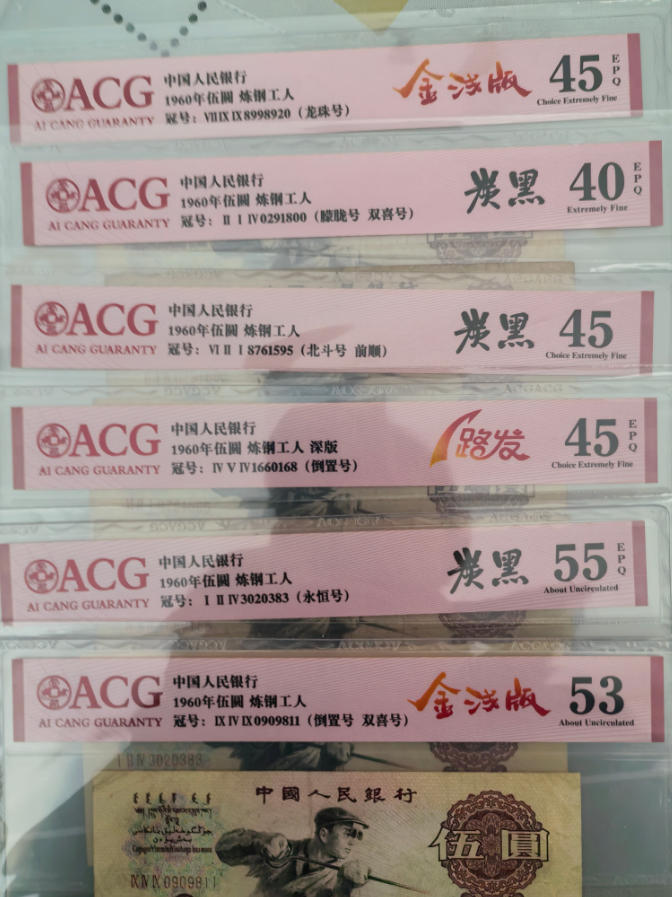 ACG
AI CANG GUARANTY
中国人民银行
1960年伍圆 炼钢工人
冠号：VII IX IX 8998920（龙珠号）
金浅版
45
EPQ
Choice Extremely Fine
ACG
AI CANG GUARANTY
中国人民银行
1960年伍圆 炼钢工人
冠号：II I IV 0291800（朦胧号 双喜号）
炭黑
40
EPQ
Extremely Fine
ACG
AI CANG GUARANTY
中国人民银行
1960年伍圆 炼钢工人
冠号：VI II I 8761595（北斗号 前顺）
炭黑
45
Choice Extremely Fine
ACG
AI CANG GUARANTY
中国人民银行
1960年伍圆 炼钢工人 深版
冠号：IV V IV 1660168（倒置号）
1路发
45
EPQ
Choice Extremely Fine
ACG
AI CANG GUARANTY
中国人民银行
1960年伍圆 炼钢工人
冠号：I II IV 3020383（永恒号）
炭黑
55
EPQ
About Uncirculated
ACG
AI CANG GUARANTY
中国人民银行
1960年伍圆 炼钢工人
冠号：IX IV IX 0909811（倒置号 双喜号）
金浅版
53
About Uncirculated
I II IV 3020383
中國人民銀行
伍圓
IX IV IX 0909811